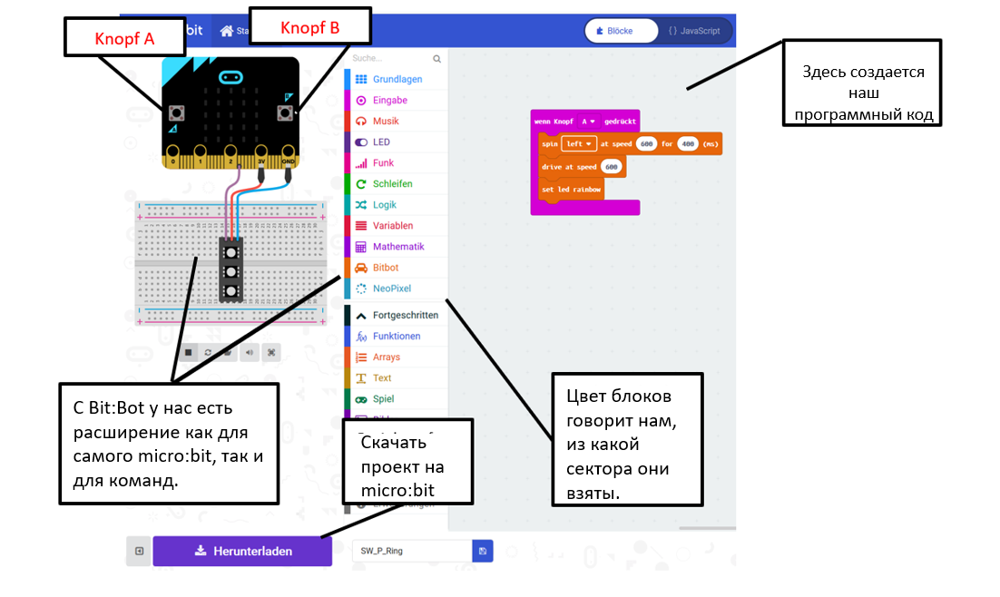 Knopf A
bit
Sta
Knopf B
Blöcke
{ } JavaScript
Suche...
Grundlagen
Eingabe
Musik
LED
Funk
Schleifen
Logik
Variablen
Mathematik
Bitbot
NeoPixel
Fortgeschritten
Funktionen
Arrays
Text
Spiel
A
B
0
1
2
3V
GND
wenn Knopf A gedrückt
spin left at speed 600 for 400 (ms)
drive at speed 600
set led rainbow
Здесь создается
наш
программный код
С Bit:Bot у нас есть
расширение как для
самого micro:bit, так и
для команд.
Скачать
проект на
micro:bit
Цвет блоков
говорит нам,
из какой
сектора они
взяты.
Herunterladen
SW_P_Ring